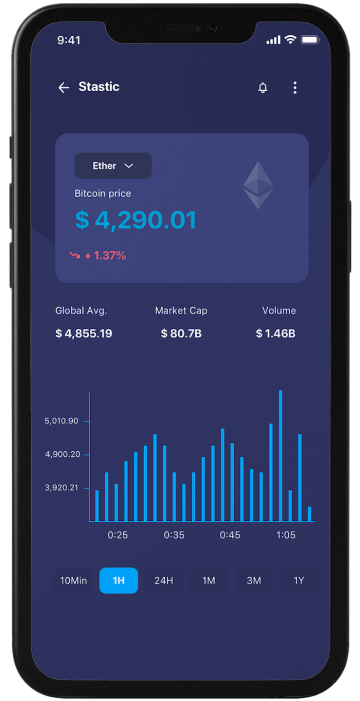 9:41
Stastic
Ether
Bitcoin price
$ 4,290.01
+ 1.37%
Global Avg. Market Cap Volume
$ 4,855.19 $ 80.7B $ 1.46B
5,010.90
4,900.20
3,920.21
0:25 0:35 0:45 1:05
10Min 1H 24H 1M 3M 1Y